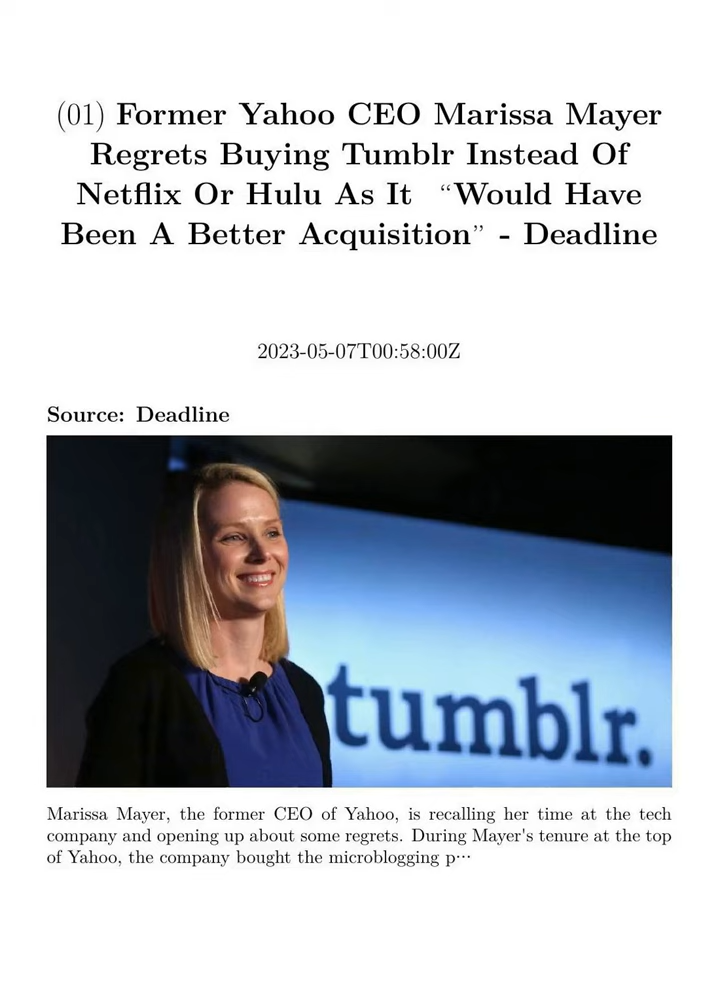 (01) Former Yahoo CEO Marissa Mayer
Regrets Buying Tumblr Instead Of
Netflix Or Hulu As It “Would Have
Been A Better Acquisition” - Deadline
2023-05-07T00:58:00Z
Source: Deadline
tumblr.
Marissa Mayer, the former CEO of Yahoo, is recalling her time at the tech
company and opening up about some regrets. During Mayer's tenure at the top
of Yahoo, the company bought the microblogging p⋯